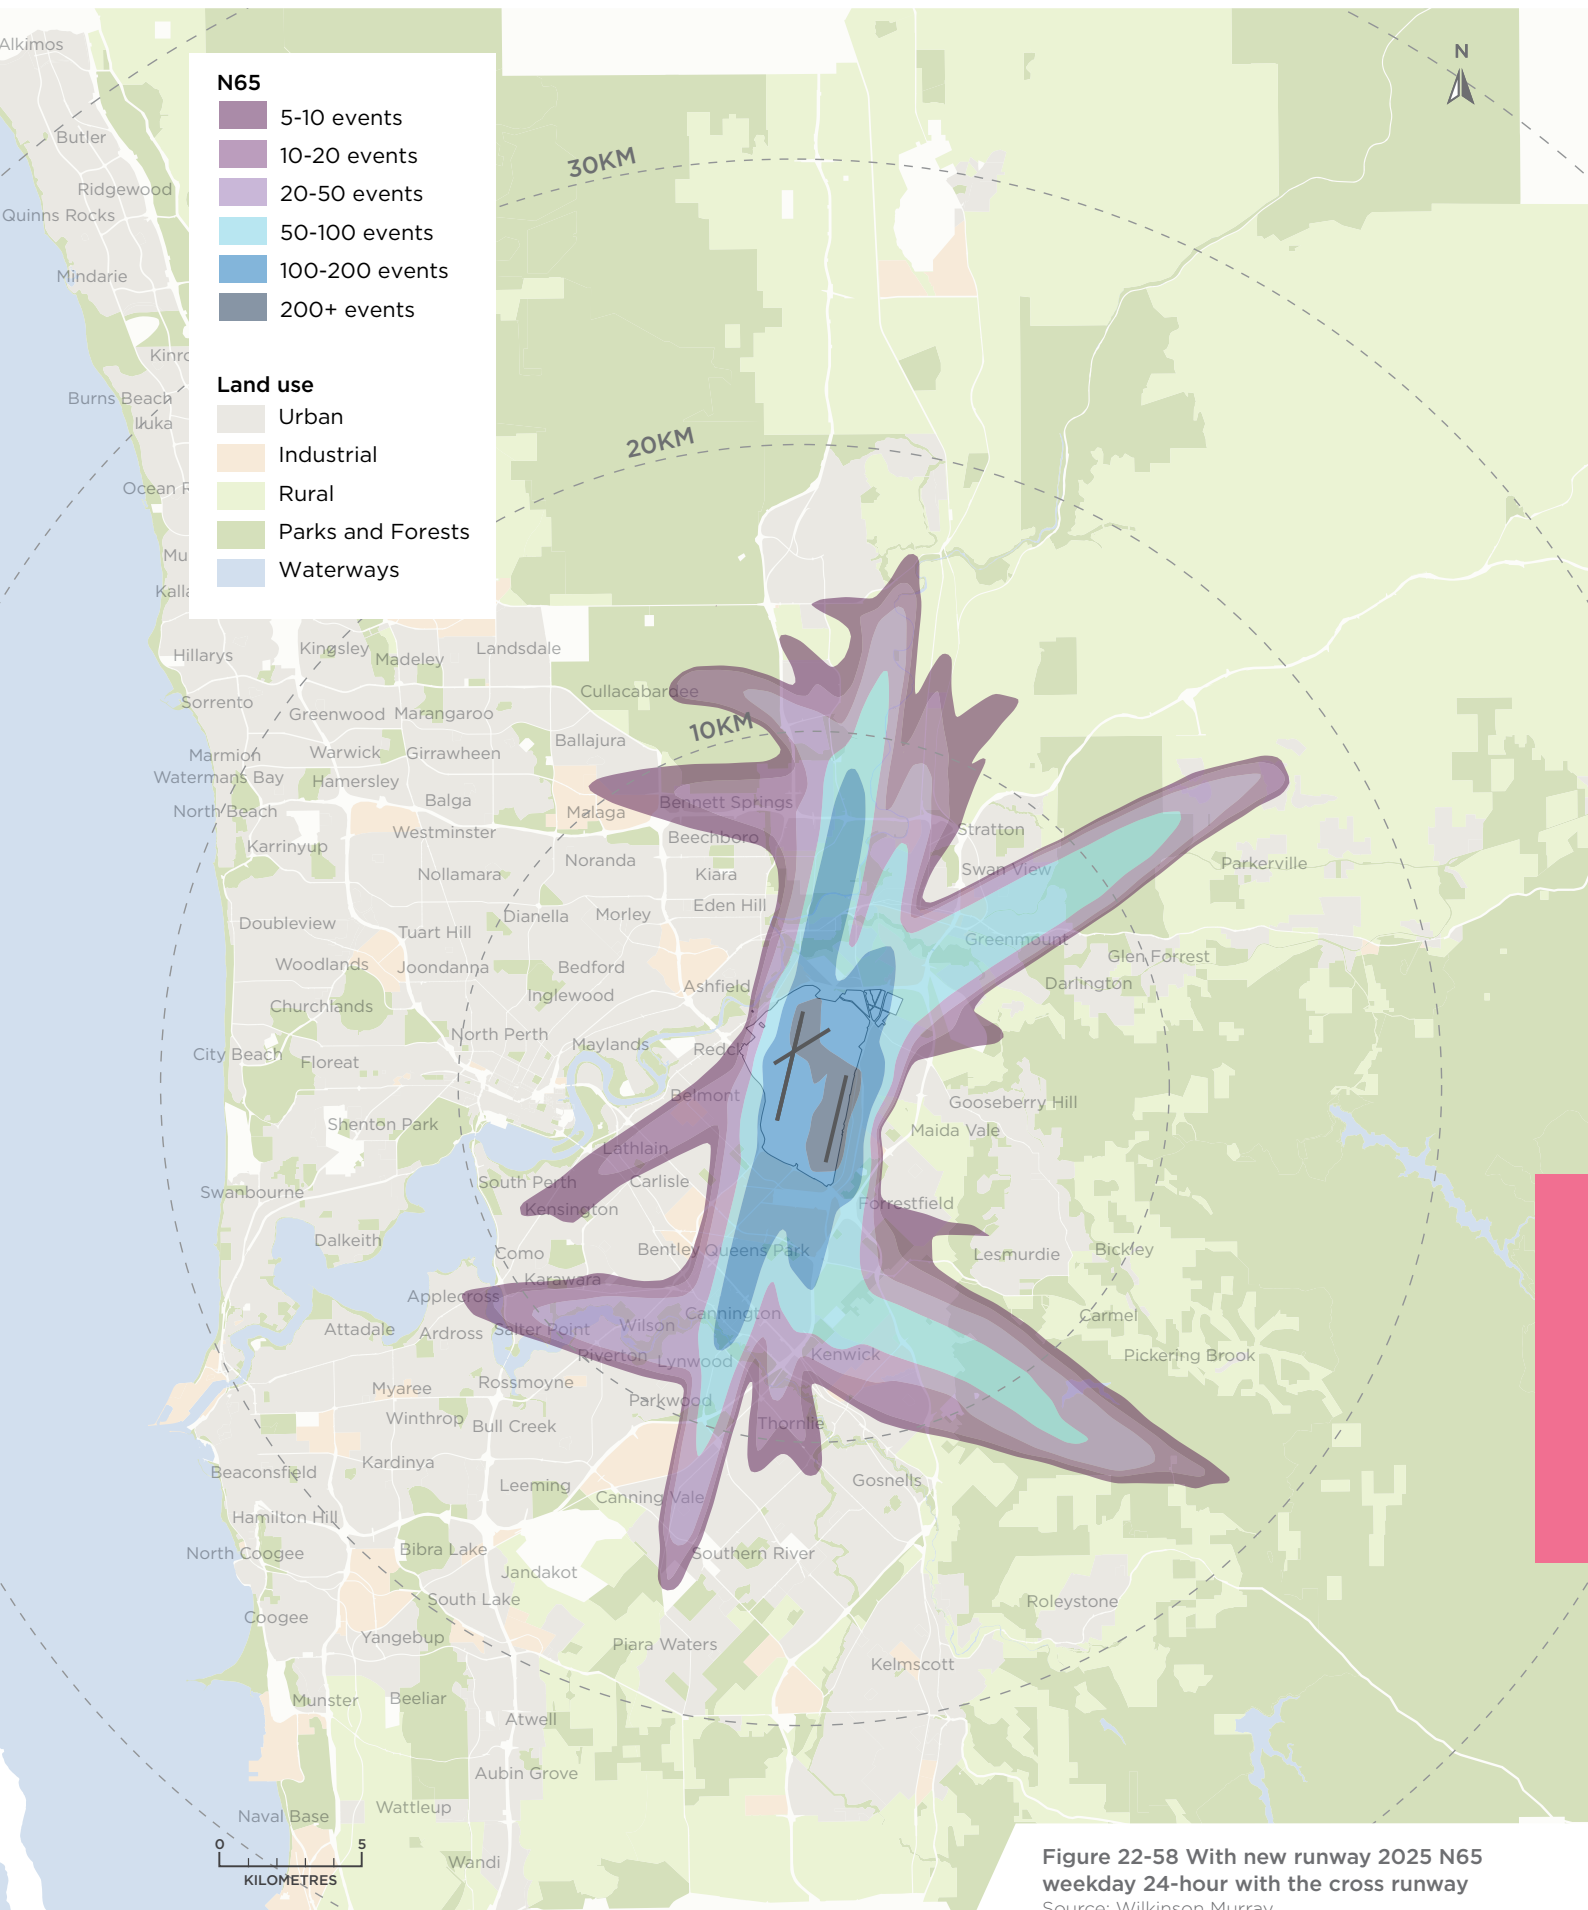 N65
5-10 events
10-20 events
20-50 events
50-100 events
100-200 events
200+ events
Land use
Urban
Industrial
Rural
Parks and Forests
Waterways
N
30KM
20KM
10KM
Alkimos
Butler
Ridgewood
Quinns Rocks
Mindarie
Kinro
Burns Beach
Iluka
Ocean R
Mu
Kalla
Hillarys
Kingsley
Madeley
Landsdale
Cullacabardee
Sorrento
Greenwood
Marangaroo
Ballajura
Marmion
Warwick
Girrawheen
Watermans Bay
Hamersley
North Beach
Balga
Malaga
Bennett Springs
Karrinyup
Westminster
Beechboro
Stratton
Noranda
Nollamara
Kiara
Swan View
Parkerville
Doubleview
Dianella
Morley
Eden Hill
Tuart Hill
Greenmount
Woodlands
Joondanna
Bedford
Glen Forrest
Churchlands
Inglewood
Ashfield
Darlington
City Beach
Floreat
North Perth
Maylands
Redcl
Belmont
Gooseberry Hill
Shenton Park
Maida Vale
Lathlain
Swanbourne
South Perth
Carlisle
Kensington
Forrestfield
Dalkeith
Como
Bentley
Queens Park
Lesmurdie
Bickley
Karawara
Applecross
Attadale
Ardross
Salter Point
Wilson
Cannington
Carmel
Riverton
Lynwood
Kenwick
Pickering Brook
Myaree
Rossmoyne
Parkwood
Winthrop
Bull Creek
Thornlie
Beaconsfield
Kardinya
Leeming
Gosnells
Canning Vale
Hamilton Hill
North Coogee
Bibra Lake
Jandakot
Southern River
South Lake
Roleystone
Coogee
Yangebup
Piara Waters
Kelmscott
Munster
Beeliar
Atwell
Aubin Grove
Naval Base
Wattleup
Wandi
0 5
KILOMETRES
Figure 22-58 With new runway 2025 N65
weekday 24-hour with the cross runway
Source: Wilkinson Murray